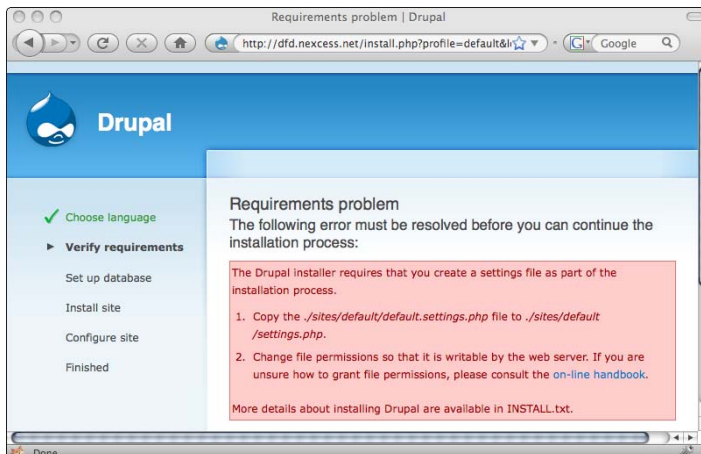 Requirements problem | Drupal
http://dfd.nexcess.net/install.php?profile=default&l
Google
Drupal
Choose language
Verify requirements
Set up database
Install site
Configure site
Finished
Requirements problem
The following error must be resolved before you can continue the
installation process:
The Drupal installer requires that you create a settings file as part of the
installation process.
1. Copy the ./sites/default/default.settings.php file to ./sites/default
/settings.php.
2. Change file permissions so that it is writable by the web server. If you are
unsure how to grant file permissions, please consult the on-line handbook.
More details about installing Drupal are available in INSTALL.txt.
Done